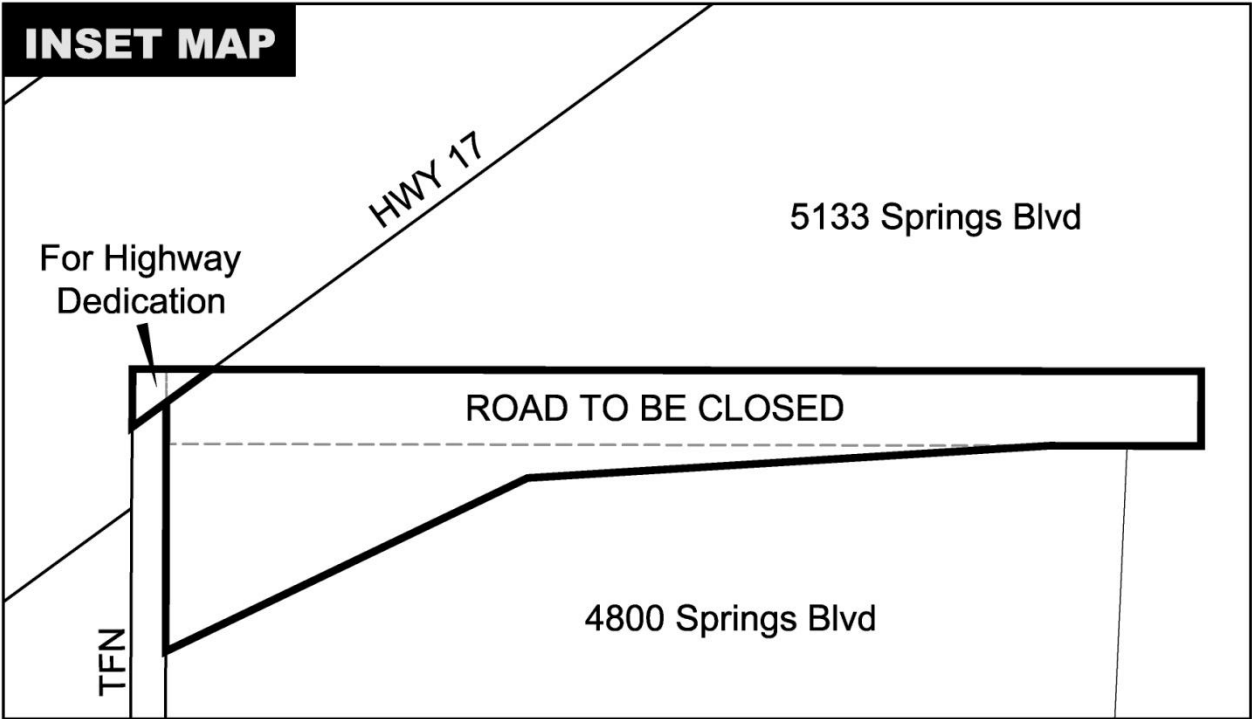 INSET MAP
HWY 17
5133 Springs Blvd
For Highway
Dedication
ROAD TO BE CLOSED
4800 Springs Blvd
TFN